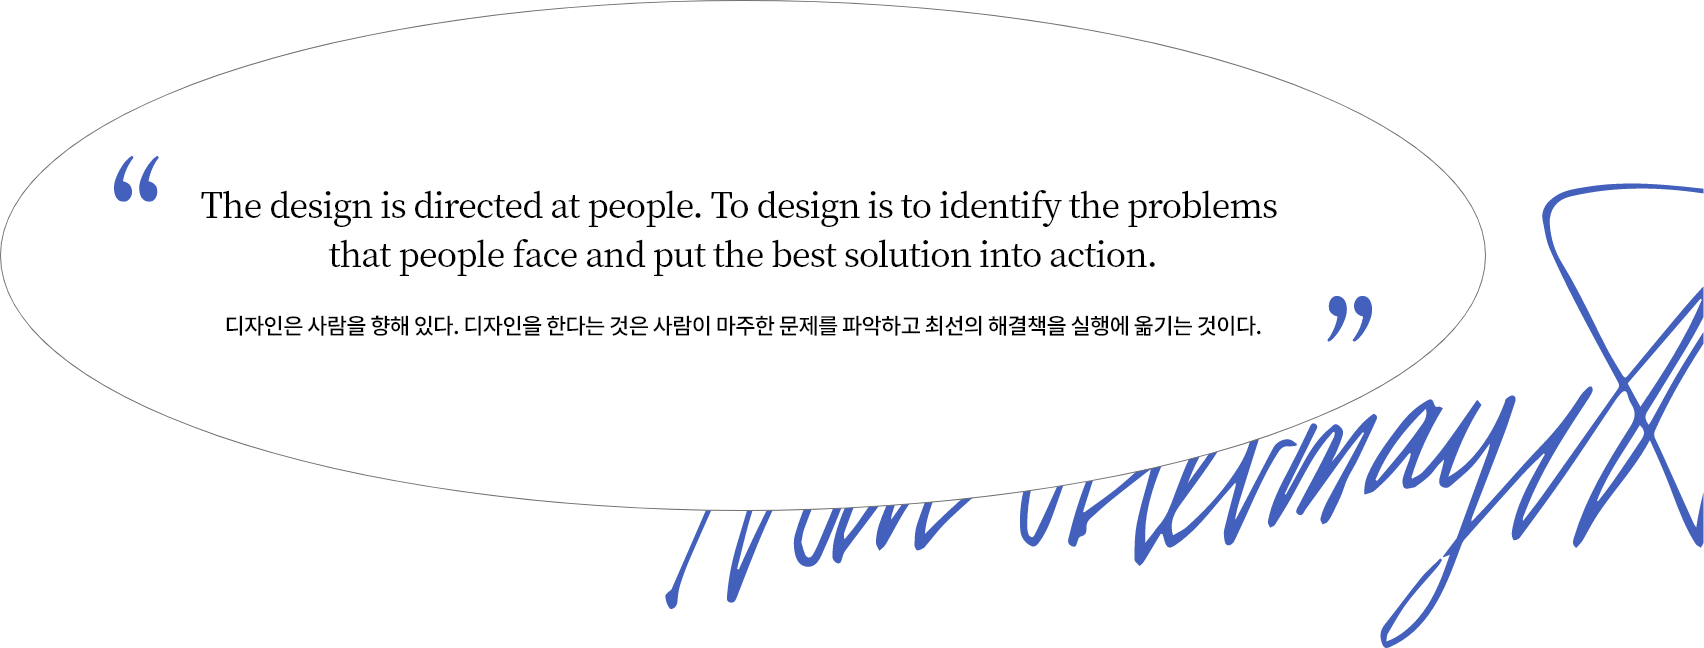 “ The design is directed at people. To design is to identify the problems
that people face and put the best solution into action.
디자인은 사람을 향해 있다. 디자인을 한다는 것은 사람이 마주한 문제를 파악하고 최선의 해결책을 실행에 옮기는 것이다. ”